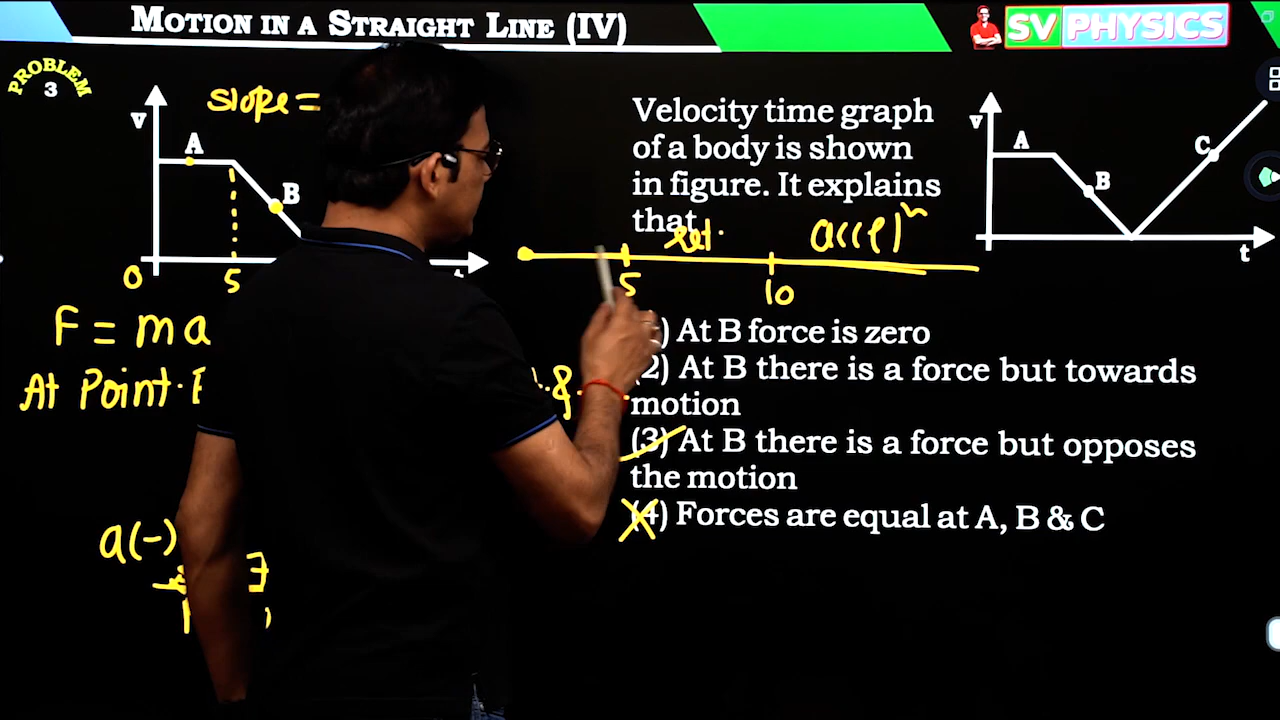 MOTION IN A STRAIGHT LINE (IV)
SV PHYSICS
PROBLEM
3
v
A
B
0
5
t
slope =
F = ma
At Point.
a(-)
Velocity time graph
of a body is shown
in figure. It explains
that
ret.
accel^n
5
10
v
A
B
C
t
) At B force is zero
2) At B there is a force but towards
motion
(3) At B there is a force but opposes
the motion
(4) Forces are equal at A, B & C
&